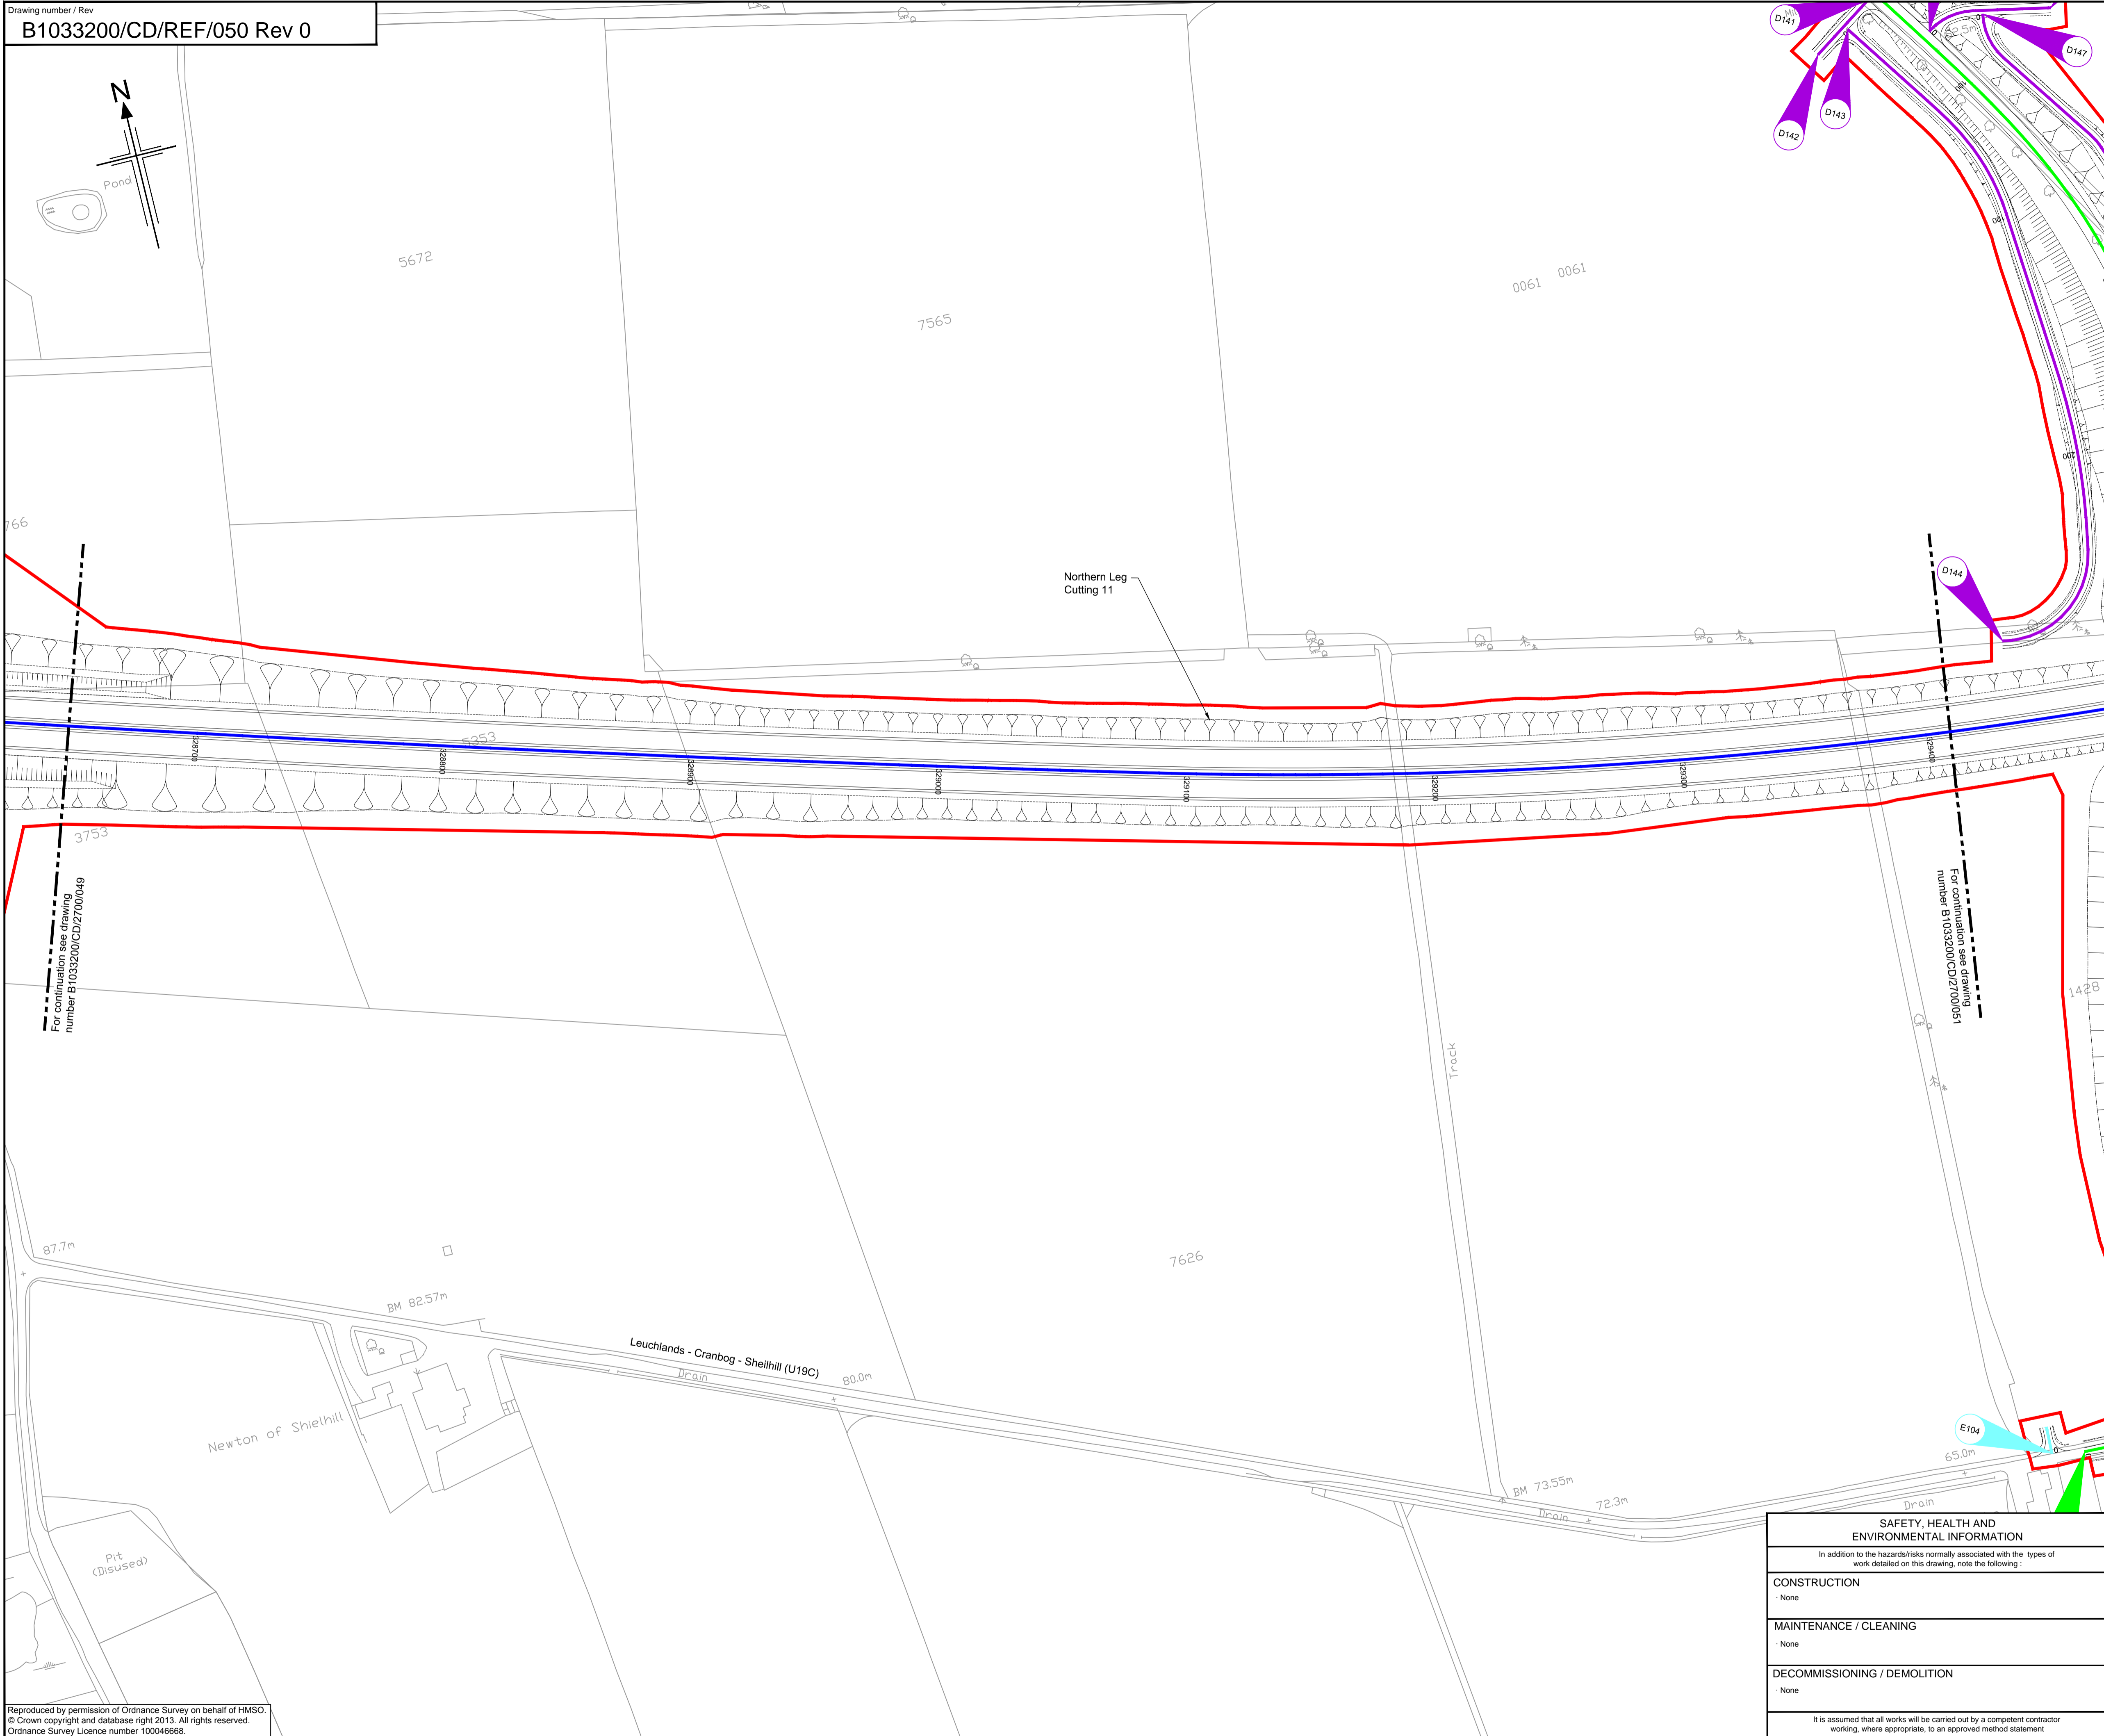 Drawing number / Rev
B1033200/CD/REF/050 Rev 0
N
Pond
5672
7565
0061 0061
D141
D142
D143
D147
100
100
200
0
766
Northern Leg
Cutting 11
D144
328700
328800
328900
329000
329100
329200
329300
329400
5353
3753
For continuation see drawing
number B1033200/CD/2700/049
For continuation see drawing
number B1033200/CD/2700/051
1428
Track
7626
87.7m
BM 82.57m
Leuchlands - Cranbog - Sheilhill (U19C)
Drain
80.0m
Newton of Shielhill
BM 73.55m
72.3m
Drain
65.0m
Drain
E104
0
0
Pit
(Disused)
SAFETY, HEALTH AND
ENVIRONMENTAL INFORMATION
In addition to the hazards/risks normally associated with the types of
work detailed on this drawing, note the following :
CONSTRUCTION
· None
MAINTENANCE / CLEANING
· None
DECOMMISSIONING / DEMOLITION
· None
It is assumed that all works will be carried out by a competent contractor
working, where appropriate, to an approved method statement
Reproduced by permission of Ordnance Survey on behalf of HMSO.
© Crown copyright and database right 2013. All rights reserved.
Ordnance Survey Licence number 100046668.